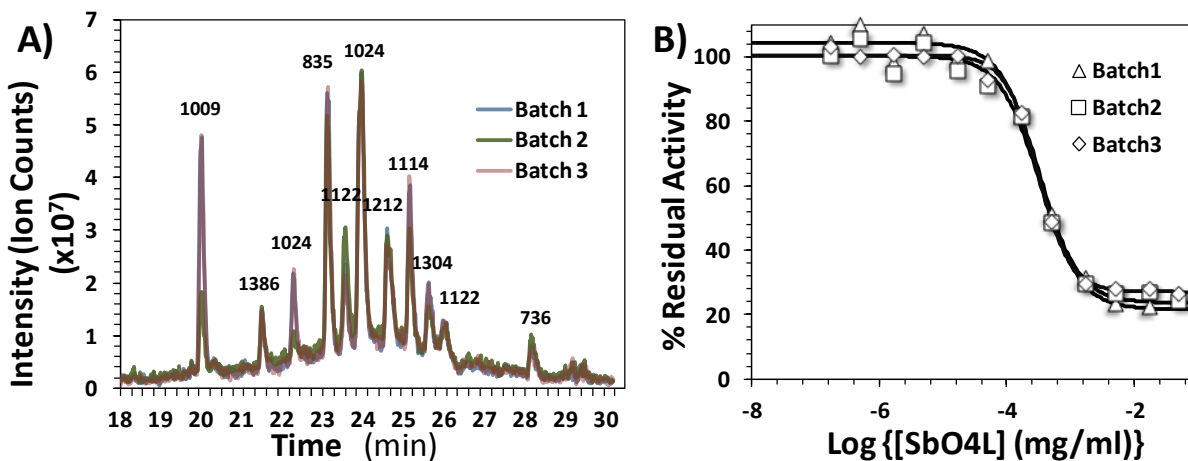 A)
Intensity (Ion Counts)
(x10⁷)
7
6
5
4
3
2
1
0
1009
1386
1024
835
1122
1024
1212
1114
1304
1122
736
Batch 1
Batch 2
Batch 3
18 19 20 21 22 23 24 25 26 27 28 29 30
Time (min)
B)
% Residual Activity
100
80
60
40
20
0
Batch1
Batch2
Batch3
-8 -6 -4 -2
Log {[SbO4L] (mg/ml)}